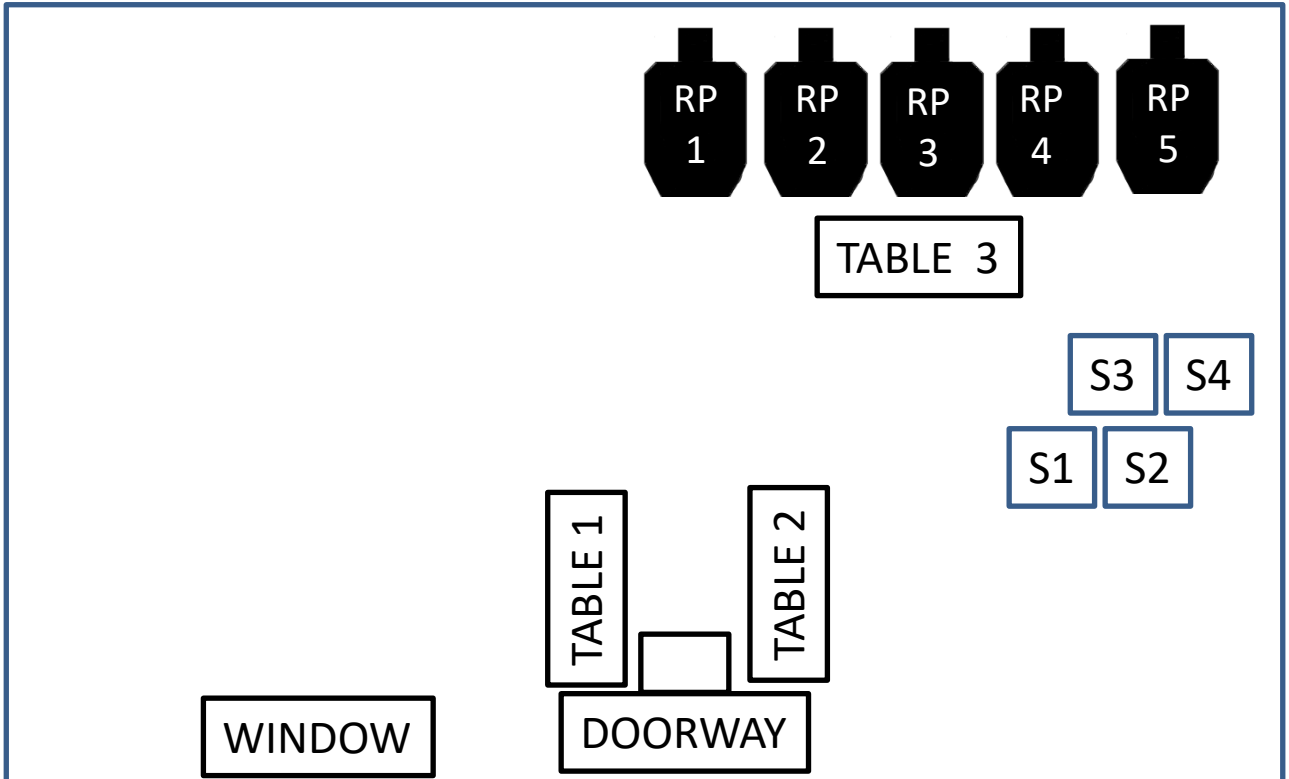 RP
1
RP
2
RP
3
RP
4
RP
5
TABLE 3
S3 S4
S1 S2
TABLE 1
TABLE 2
WINDOW
DOORWAY